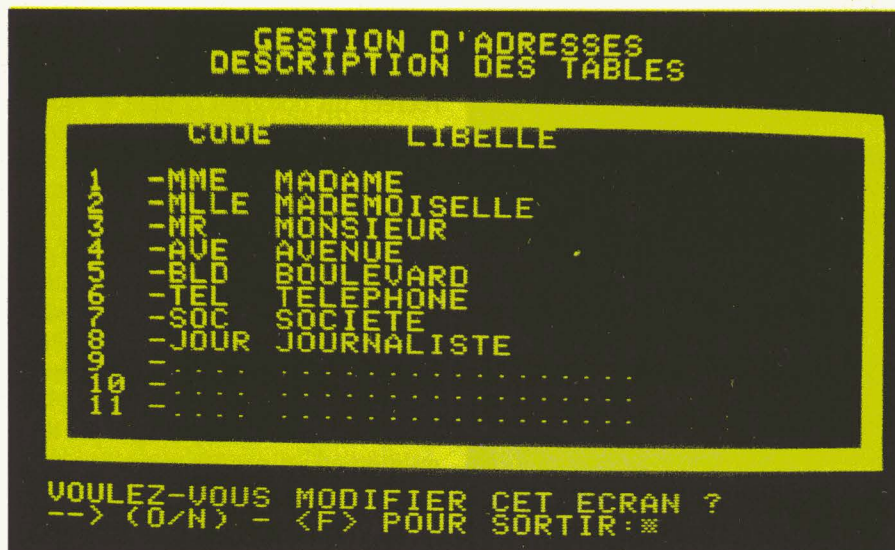 GESTION D'ADRESSES
DESCRIPTION DES TABLES
CODE LIBELLE
1 -MME MADAME
2 -MLLE MADEMOISELLE
3 -MR MONSIEUR
4 -AVE AVENUE
5 -BLD BOULEVARD
6 -TEL TELEPHONE
7 -SOC SOCIETE
8 -JOUR JOURNALISTE
9 -.... ..................
10 -.... ..................
11 -.... ..................
VOULEZ-VOUS MODIFIER CET ECRAN ?
--> (O/N) - <F> POUR SORTIR: